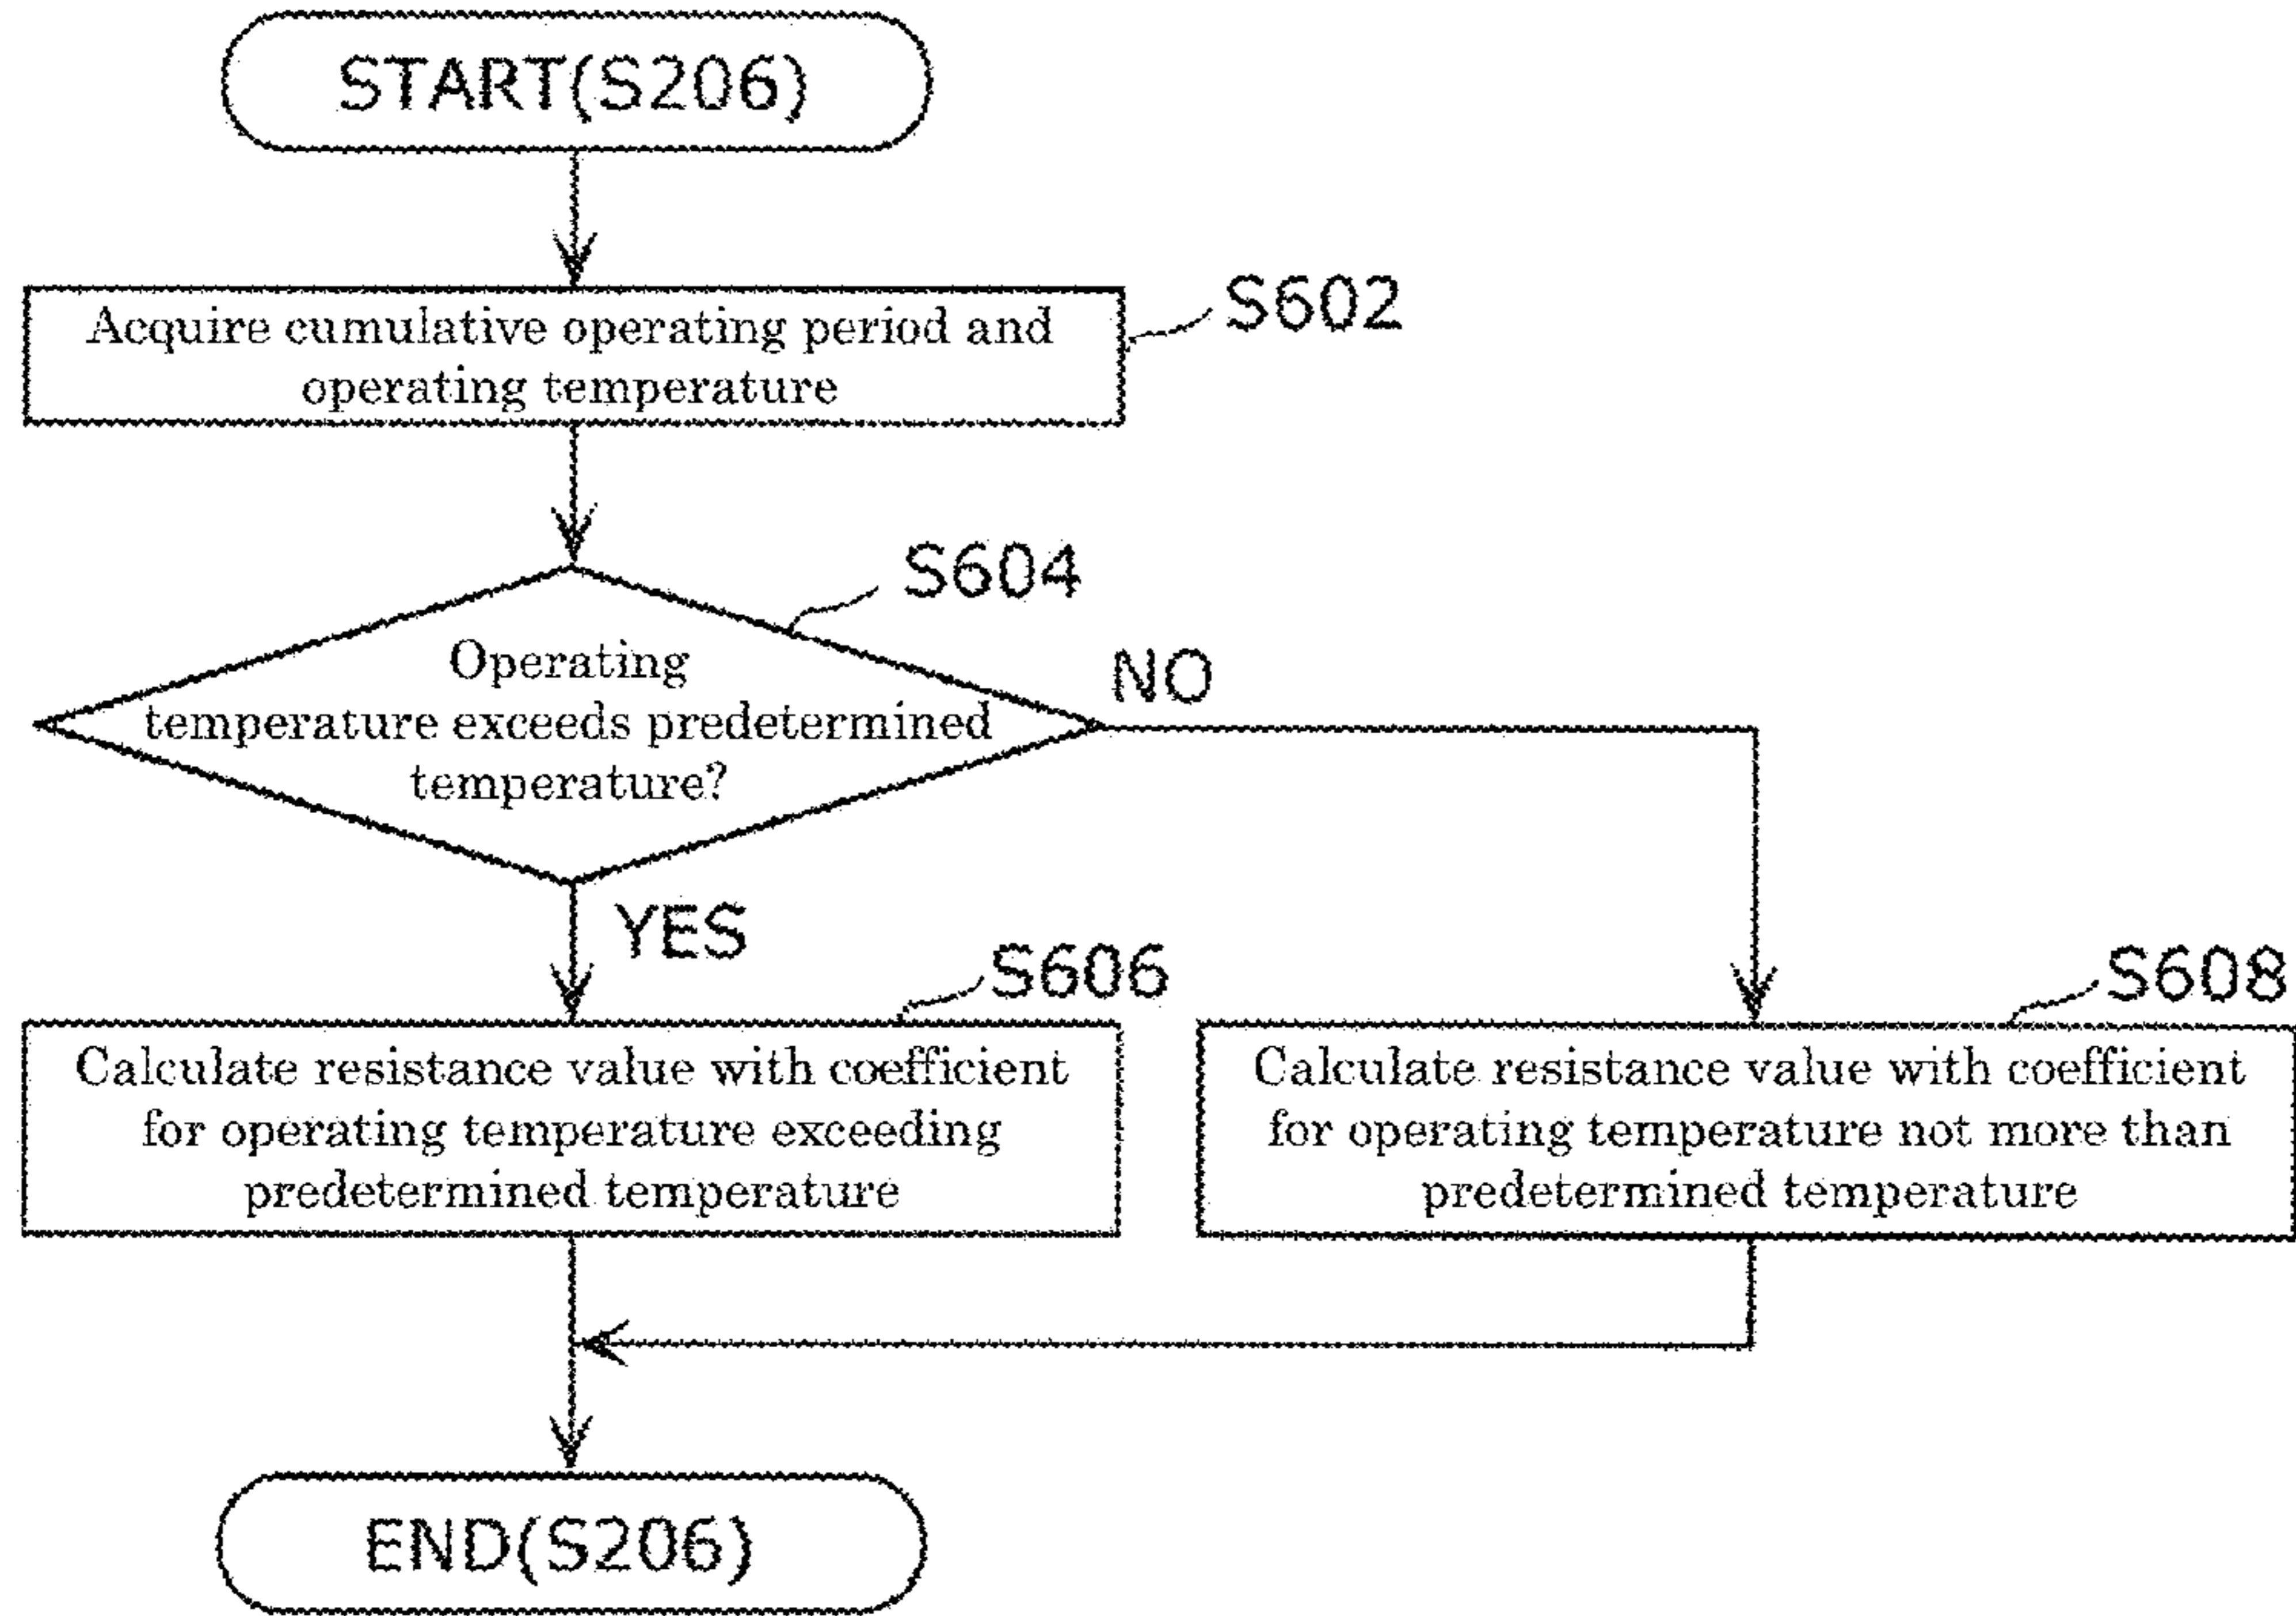 START(S206)
Acquire cumulative operating period and
operating temperature
S602
S604
Operating
temperature exceeds predetermined
temperature?
NO
YES
S606
Calculate resistance value with coefficient
for operating temperature exceeding
predetermined temperature
S608
Calculate resistance value with coefficient
for operating temperature not more than
predetermined temperature
END(S206)